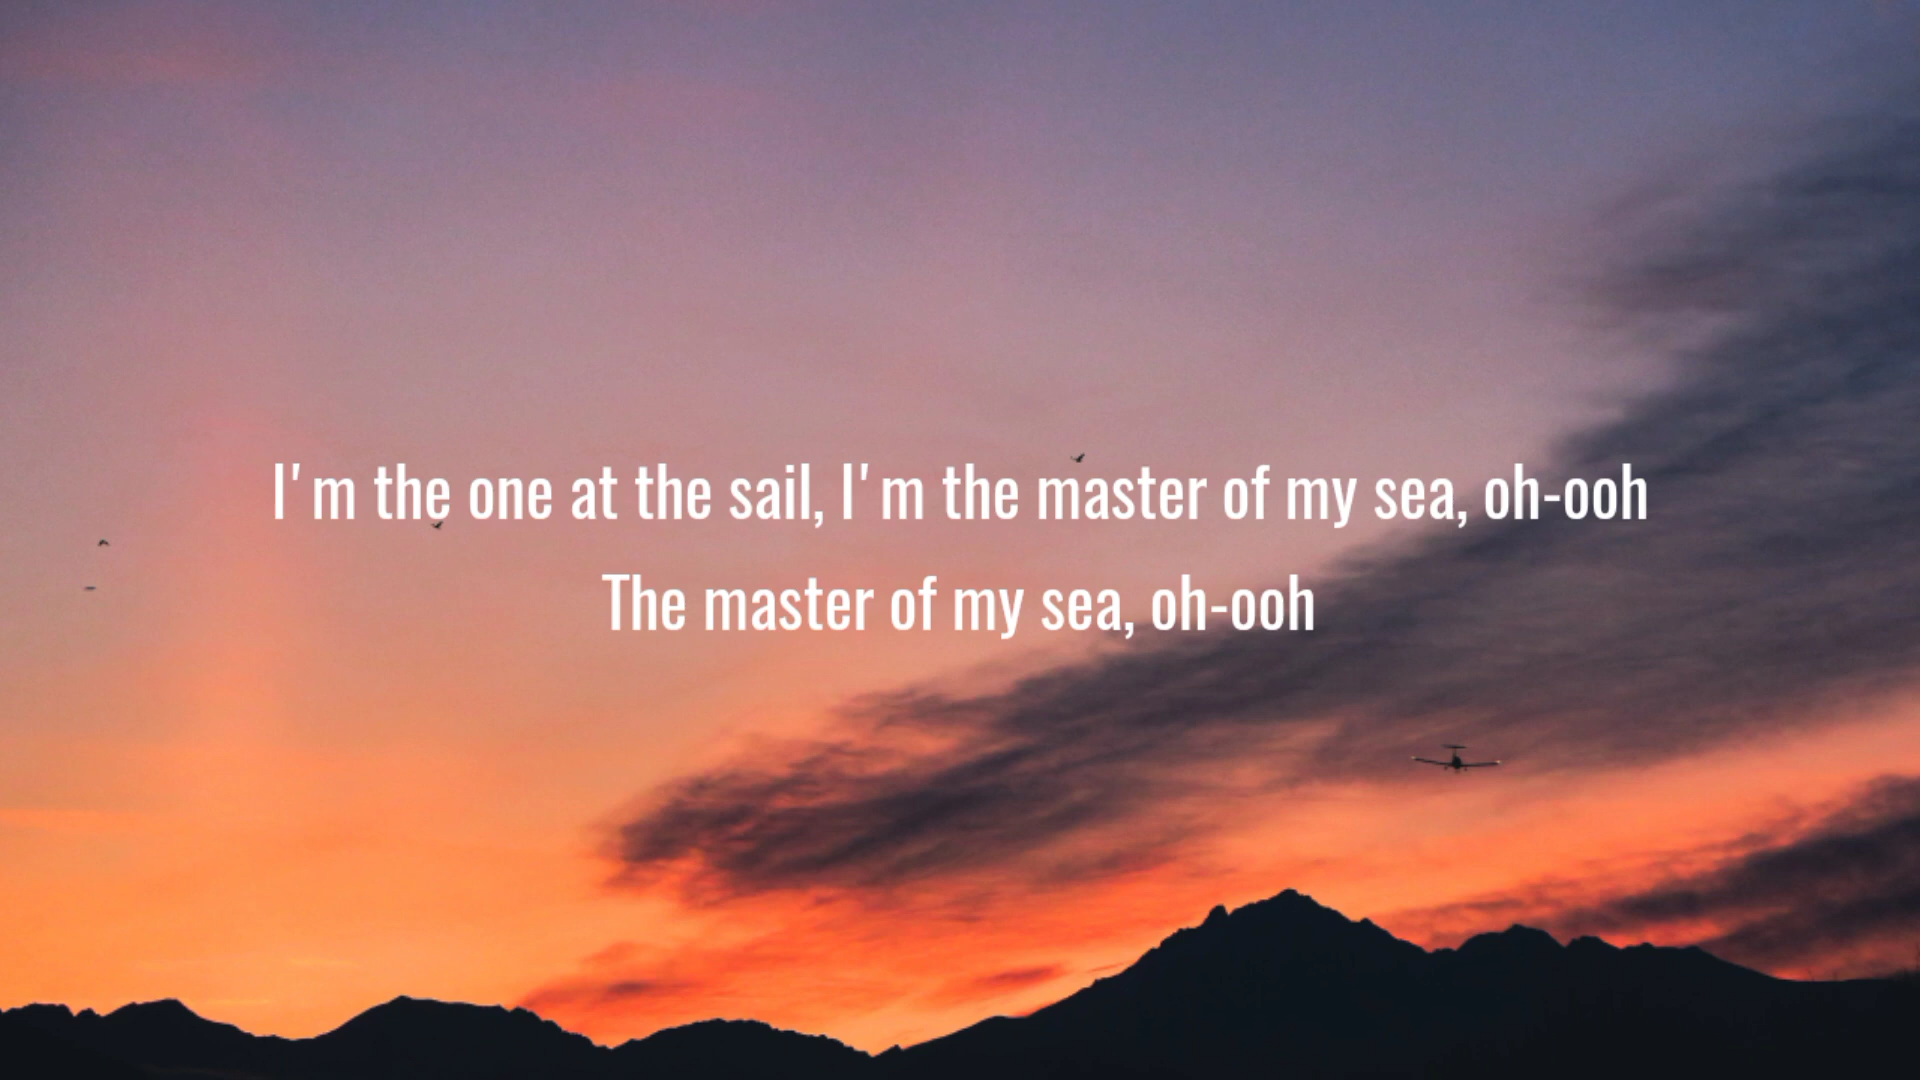 I'm the one at the sail, I'm the master of my sea, oh-ooh
The master of my sea, oh-ooh